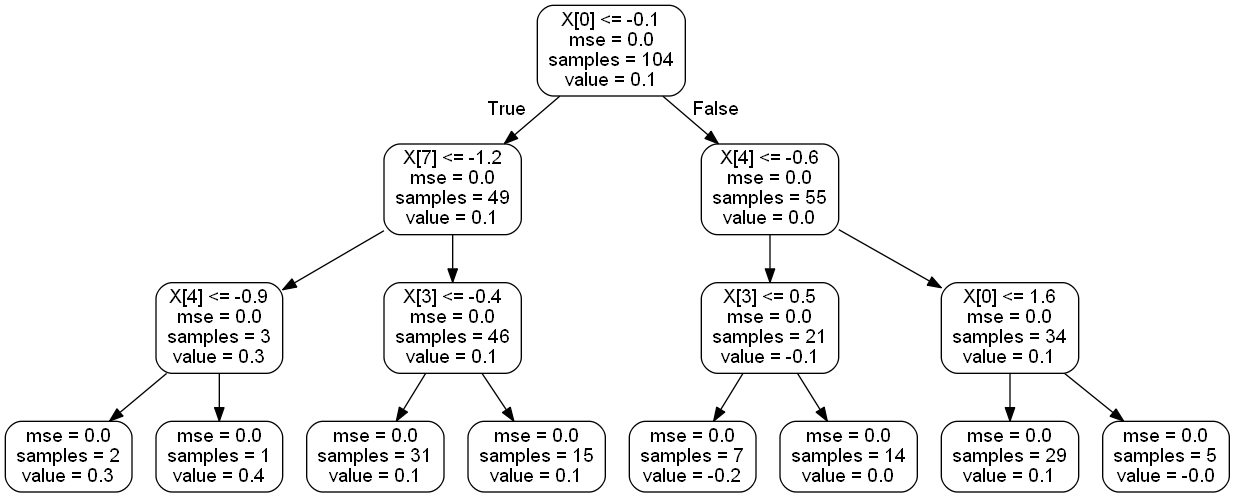 X[0] <= -0.1
mse = 0.0
samples = 104
value = 0.1
True
False
X[7] <= -1.2
mse = 0.0
samples = 49
value = 0.1
X[4] <= -0.6
mse = 0.0
samples = 55
value = 0.0
X[4] <= -0.9
mse = 0.0
samples = 3
value = 0.3
X[3] <= -0.4
mse = 0.0
samples = 46
value = 0.1
X[3] <= 0.5
mse = 0.0
samples = 21
value = -0.1
X[0] <= 1.6
mse = 0.0
samples = 34
value = 0.1
mse = 0.0
samples = 2
value = 0.3
mse = 0.0
samples = 1
value = 0.4
mse = 0.0
samples = 31
value = 0.1
mse = 0.0
samples = 15
value = 0.1
mse = 0.0
samples = 7
value = -0.2
mse = 0.0
samples = 14
value = 0.0
mse = 0.0
samples = 29
value = 0.1
mse = 0.0
samples = 5
value = -0.0